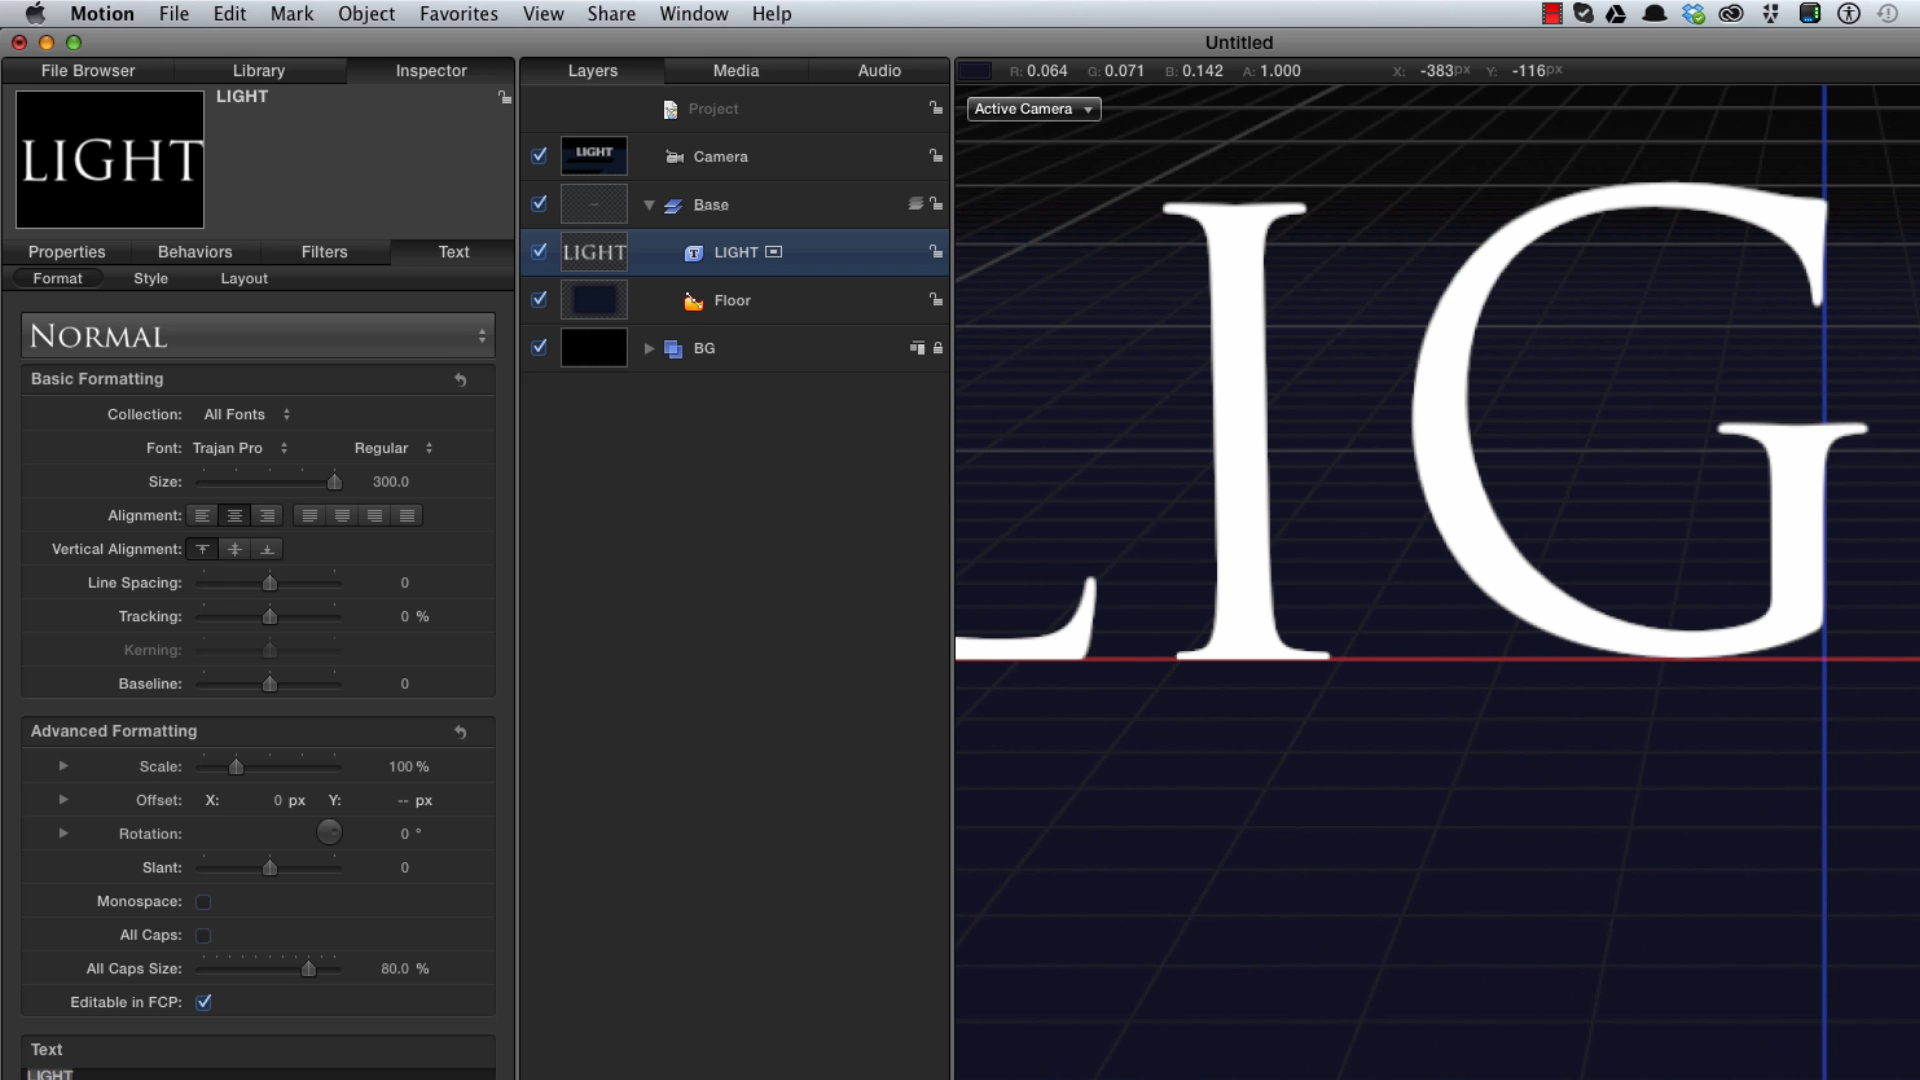 Motion File Edit Mark Object Favorites View Share Window Help
Untitled
File Browser Library Inspector
LIGHT
LIGHT
Properties Behaviors Filters Text
Format Style Layout
NORMAL
Basic Formatting
Collection: All Fonts
Font: Trajan Pro Regular
Size: 300.0
Alignment:
Vertical Alignment:
Line Spacing: 0
Tracking: 0 %
Kerning:
Baseline: 0
Advanced Formatting
Scale: 100 %
Offset: X: 0 px Y: -- px
Rotation: 0 °
Slant: 0
Monospace:
All Caps:
All Caps Size: 80.0 %
Editable in FCP:
Text
LIGHT
Layers Media Audio
Project
LIGHT Camera
Base
LIGHT LIGHT
Floor
BG
R: 0.064 G: 0.071 B: 0.142 A: 1.000 X: -383px Y: -116px
Active Camera
LIG